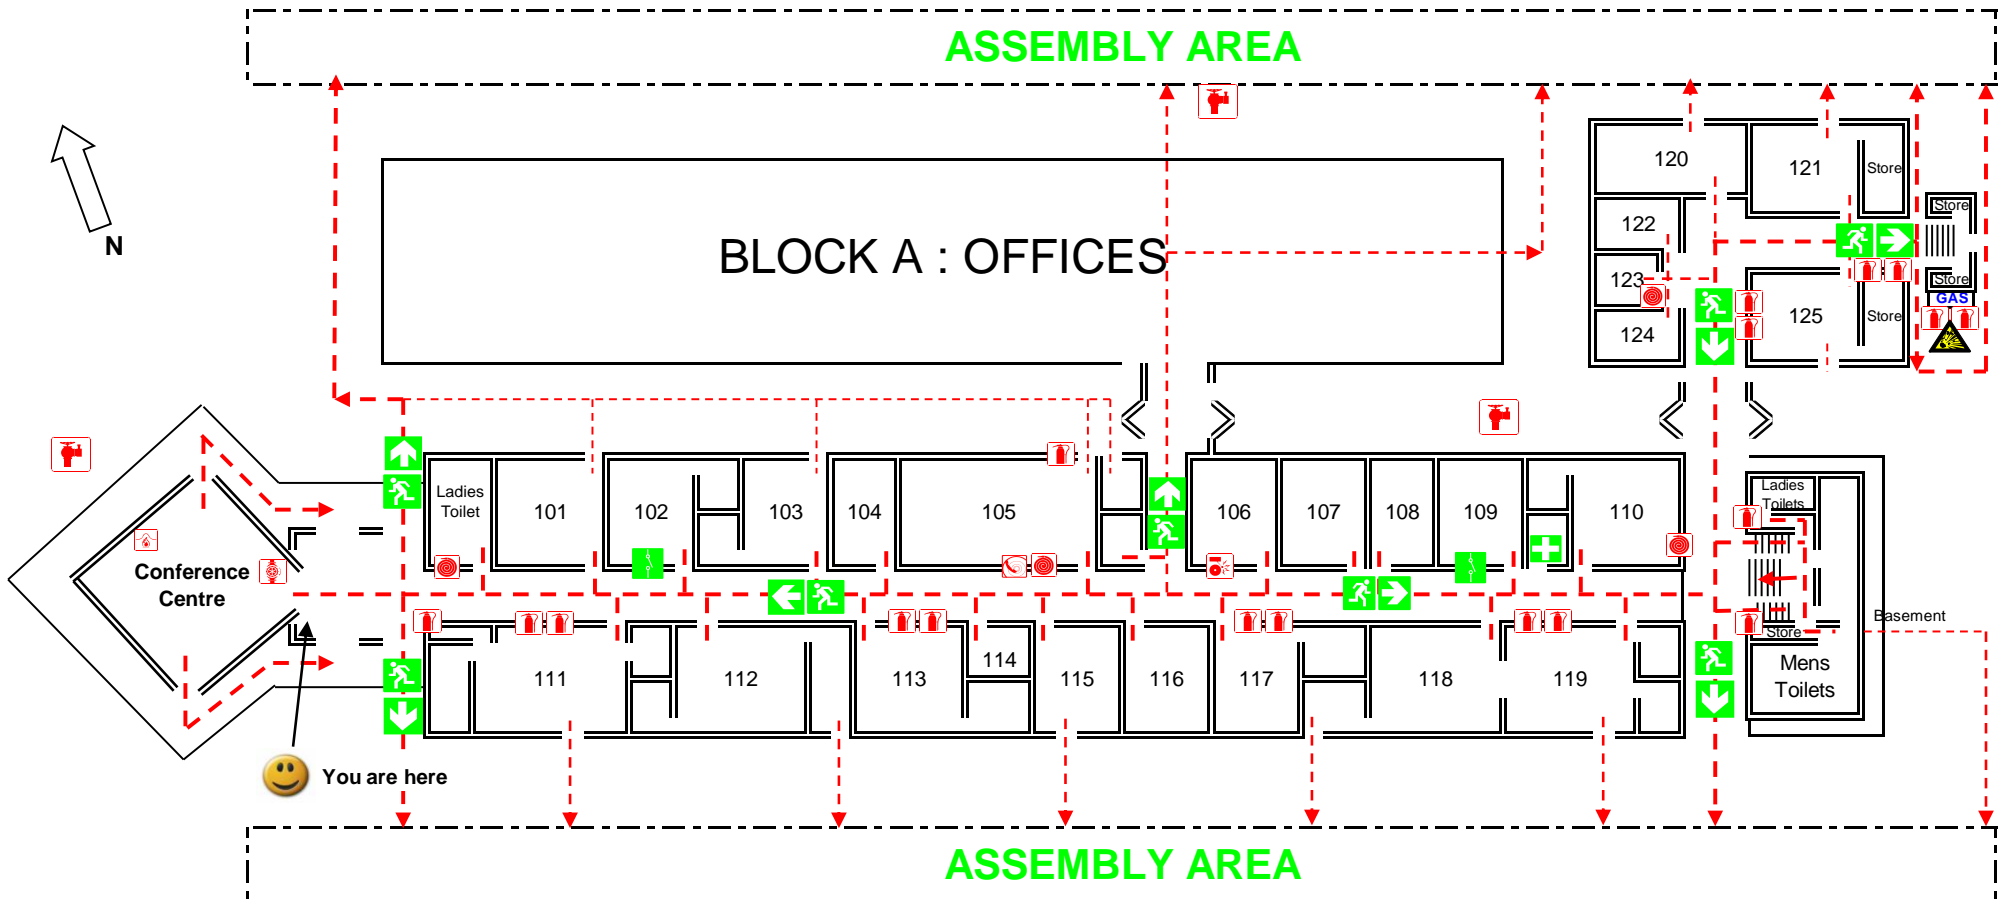 ASSEMBLY AREA
N
BLOCK A : OFFICES
120
121
Store
122
123
124
Store
Store
GAS
125
Store
Ladies
Toilet
101
102
103
104
105
106
107
108
109
110
Ladies
Toilets
Conference
Centre
Basement
Store
Mens
Toilets
111
112
113
114
115
116
117
118
119
You are here
ASSEMBLY AREA